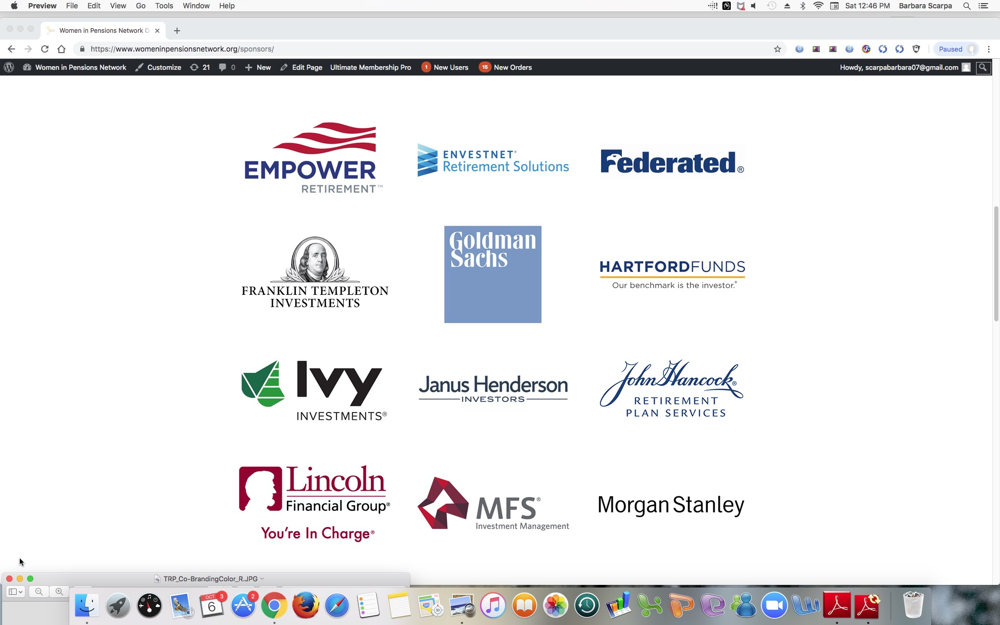 Preview File Edit View Go Tools Window Help Sat 12:46 PM Barbara Scarpa
Women in Pensions Network O
https://www.womeninpensionsnetwork.org/sponsors/ Paused
Women in Pensions Network Customize 21 0 New Edit Page Ultimate Membership Pro 1 New Users 15 New Orders Howdy, scarpabarbara07@gmail.com
EMPOWER
RETIREMENT™
ENVESTNET®
Retirement Solutions
Federated®
FRANKLIN TEMPLETON
INVESTMENTS
Goldman
Sachs
HARTFORDFUNDS
Our benchmark is the investor.®
Ivy
INVESTMENTS®
Janus Henderson
INVESTORS
John Hancock®
RETIREMENT
PLAN SERVICES
Lincoln
Financial Group®
You're In Charge®
MFS®
Investment Management
Morgan Stanley
TRP_Co-BrandingColor_R.JPG
OCT 3
6
2
3D